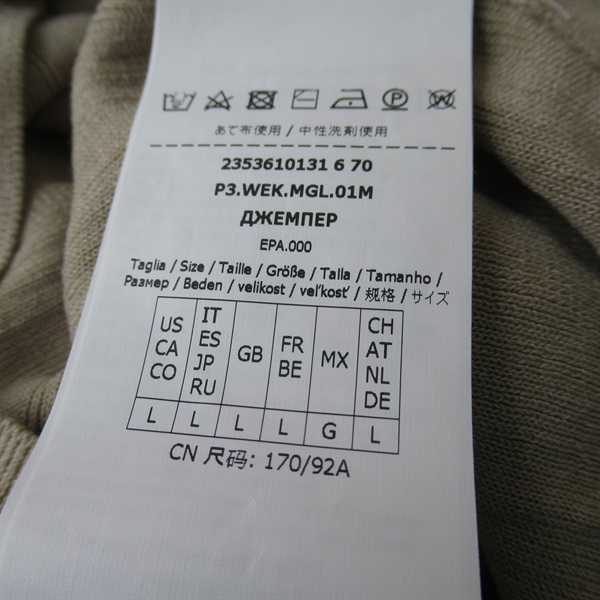 あて布使用 / 中性洗剤使用
2353610131 6 70
P3.WEK.MGL.01M
ДЖЕМПЕР
EPA.000
Taglia / Size / Taille / Größe / Talla / Tamanho /
Размер / Beden / velikost / veľkosť / 规格 / サイズ
US CA CO IT ES JP RU GB FR BE MX CH AT NL DE
L L L L G L
CN 尺码: 170/92A